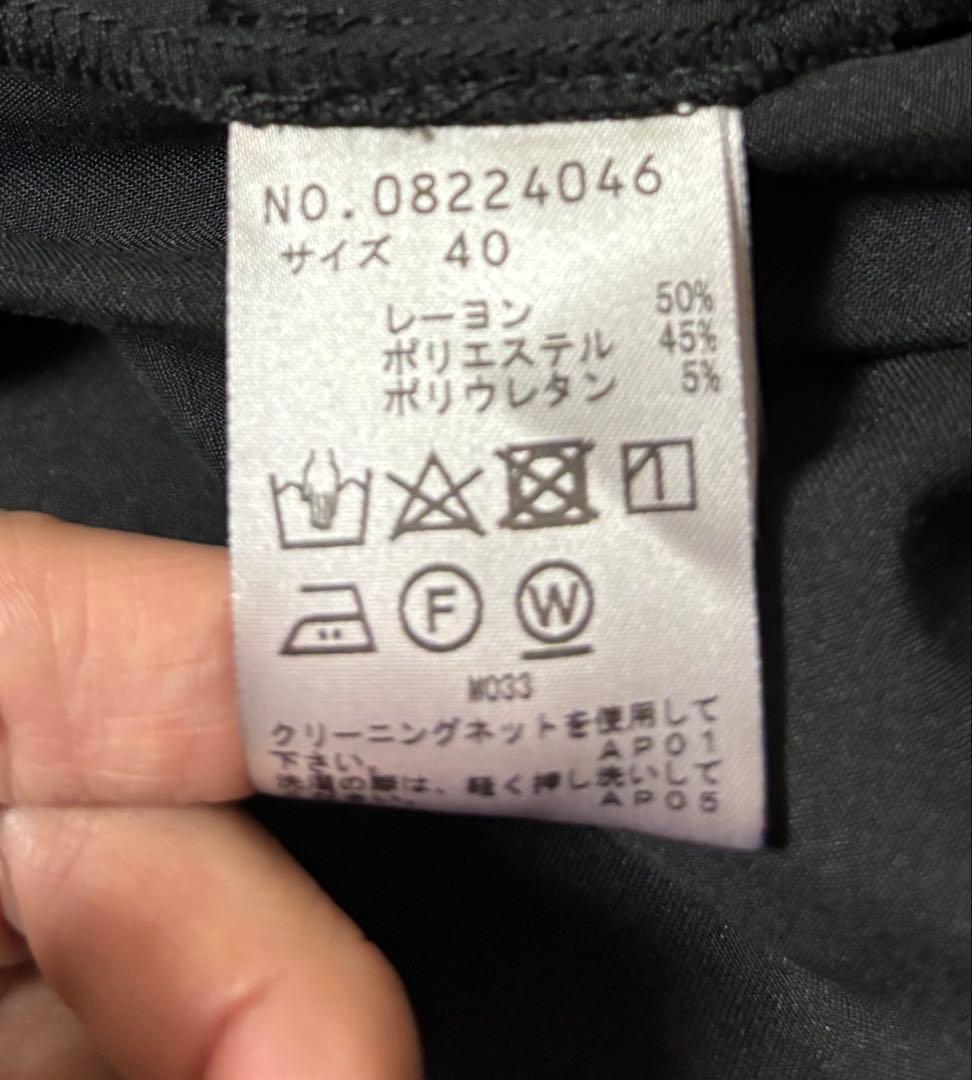 NO.08224046
サイズ 40
レーヨン 50%
ポリエステル 45%
ポリウレタン 5%
F W
W033
クリーニングネットを使用して
下さい。 AP01
洗濯の際は、軽く押し洗いして
AP05